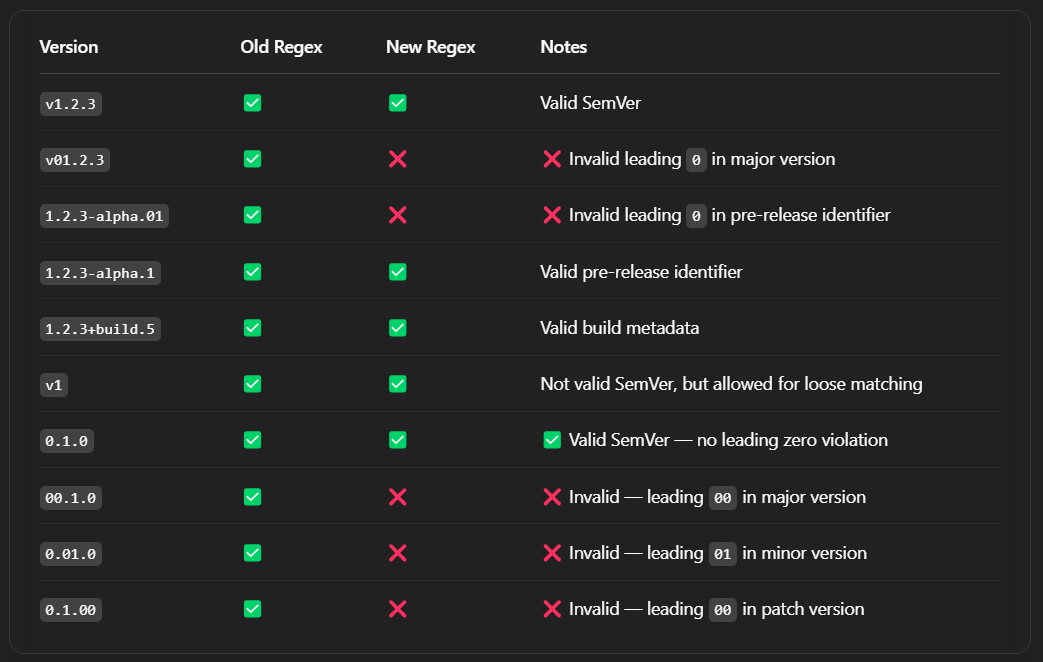 Version Old Regex New Regex Notes
v1.2.3 ✅ ✅ Valid SemVer
v01.2.3 ✅ ❌ ❌ Invalid leading 0 in major version
1.2.3-alpha.01 ✅ ❌ ❌ Invalid leading 0 in pre-release identifier
1.2.3-alpha.1 ✅ ✅ Valid pre-release identifier
1.2.3+build.5 ✅ ✅ Valid build metadata
v1 ✅ ✅ Not valid SemVer, but allowed for loose matching
0.1.0 ✅ ✅ ✅ Valid SemVer — no leading zero violation
00.1.0 ✅ ❌ ❌ Invalid — leading 00 in major version
0.01.0 ✅ ❌ ❌ Invalid — leading 01 in minor version
0.1.00 ✅ ❌ ❌ Invalid — leading 00 in patch version